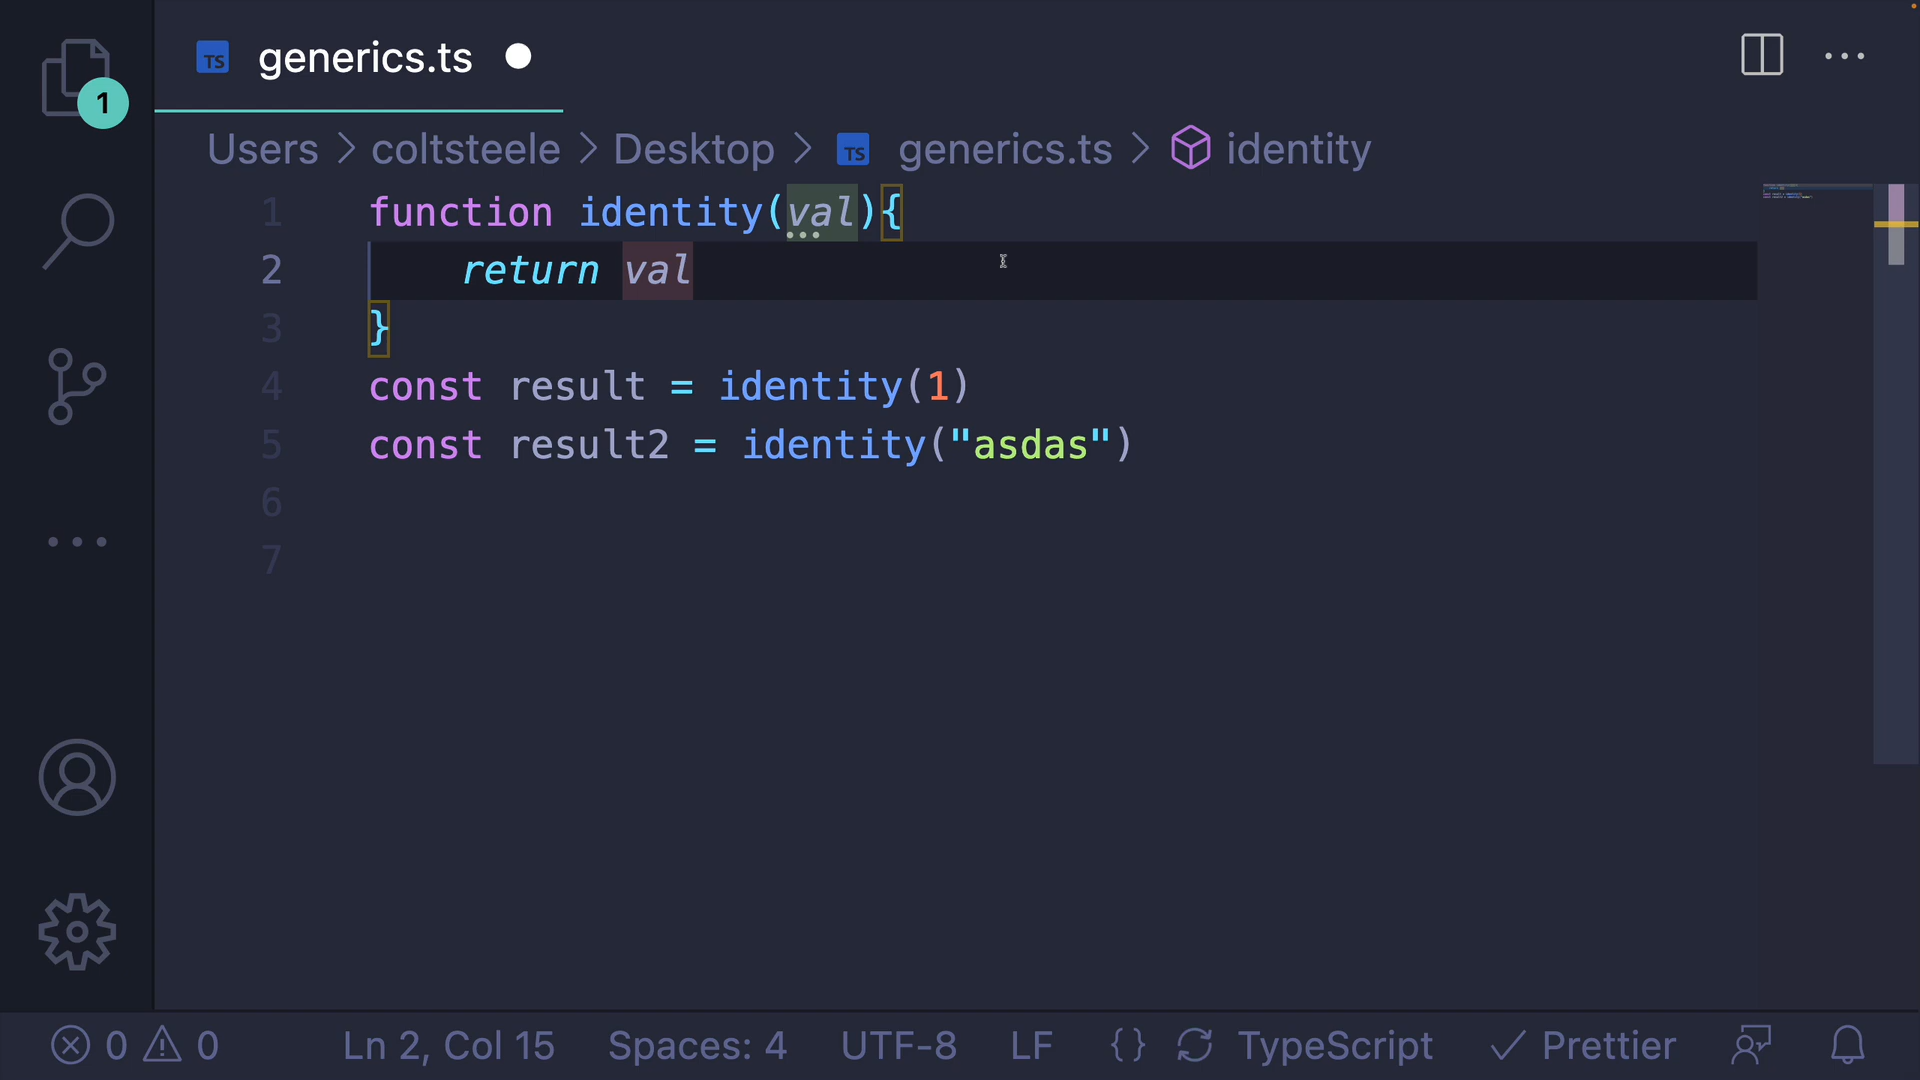 TS generics.ts
1
Users > coltsteele > Desktop > TS generics.ts > identity
1 function identity(val){
2     return val
3 }
4 const result = identity(1)
5 const result2 = identity("asdas")
6
7
0 0 Ln 2, Col 15 Spaces: 4 UTF-8 LF {} TypeScript Prettier